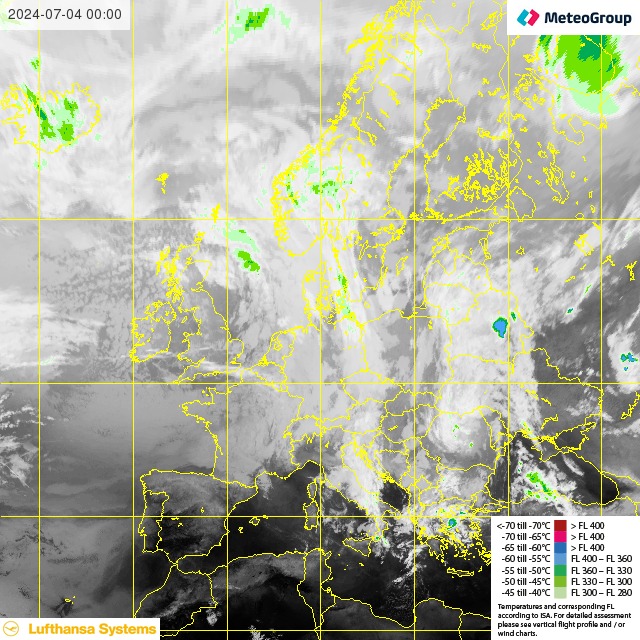 2024-07-04 00:00
MeteoGroup
<-70 till -70°C > FL 400
-70 till -65°C > FL 400
-65 till -60°C > FL 400
-60 till -55°C FL 400 – FL 360
-55 till -50°C FL 360 – FL 330
-50 till -45°C FL 330 – FL 300
-45 till -40°C FL 300 – FL 280
Temperatures and corresponding FL
according to ISA. For detailed assessment
please see vertical flight profile and / or
wind charts.
Lufthansa Systems